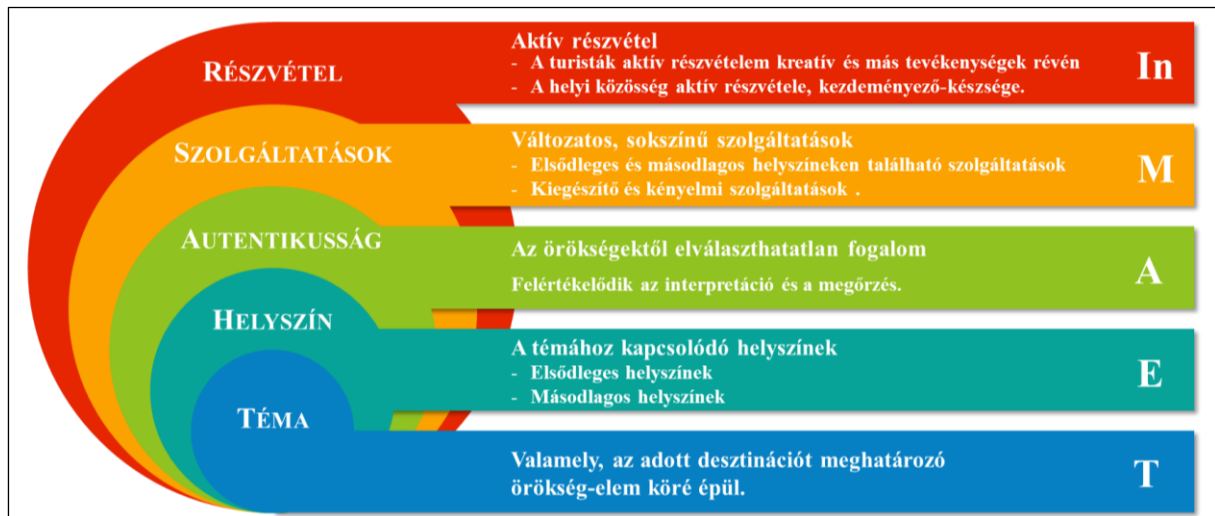 RÉSZVÉTEL
Aktív részvétel
- A turisták aktív részvételem kreatív és más tevékenységek révén
- A helyi közösség aktív részvétele, kezdeményező-készsége.
In
SZOLGÁLTATÁSOK
Változatos, sokszínű szolgáltatások
- Elsődleges és másodlagos helyszíneken található szolgáltatások
- Kiegészítő és kényelmi szolgáltatások .
M
AUTENTIKUSSÁG
Az örökségektől elválaszthatatlan fogalom
Felértékelődik az interpretáció és a megőrzés.
A
HELYSZÍN
A témához kapcsolódó helyszínek
- Elsődleges helyszínek
- Másodlagos helyszínek
E
TÉMA
Valamely, az adott desztinációt meghatározó
örökség-elem köré épül.
T